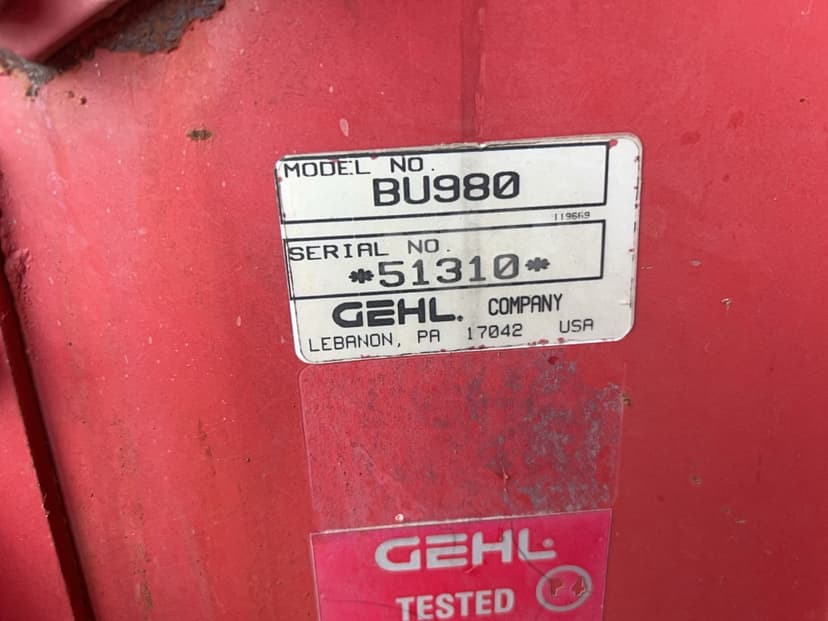 MODEL NO.
BU980
119669
SERIAL NO.
*51310*
GEHL® COMPANY
LEBANON, PA 17042 USA
GEHL®
TESTED